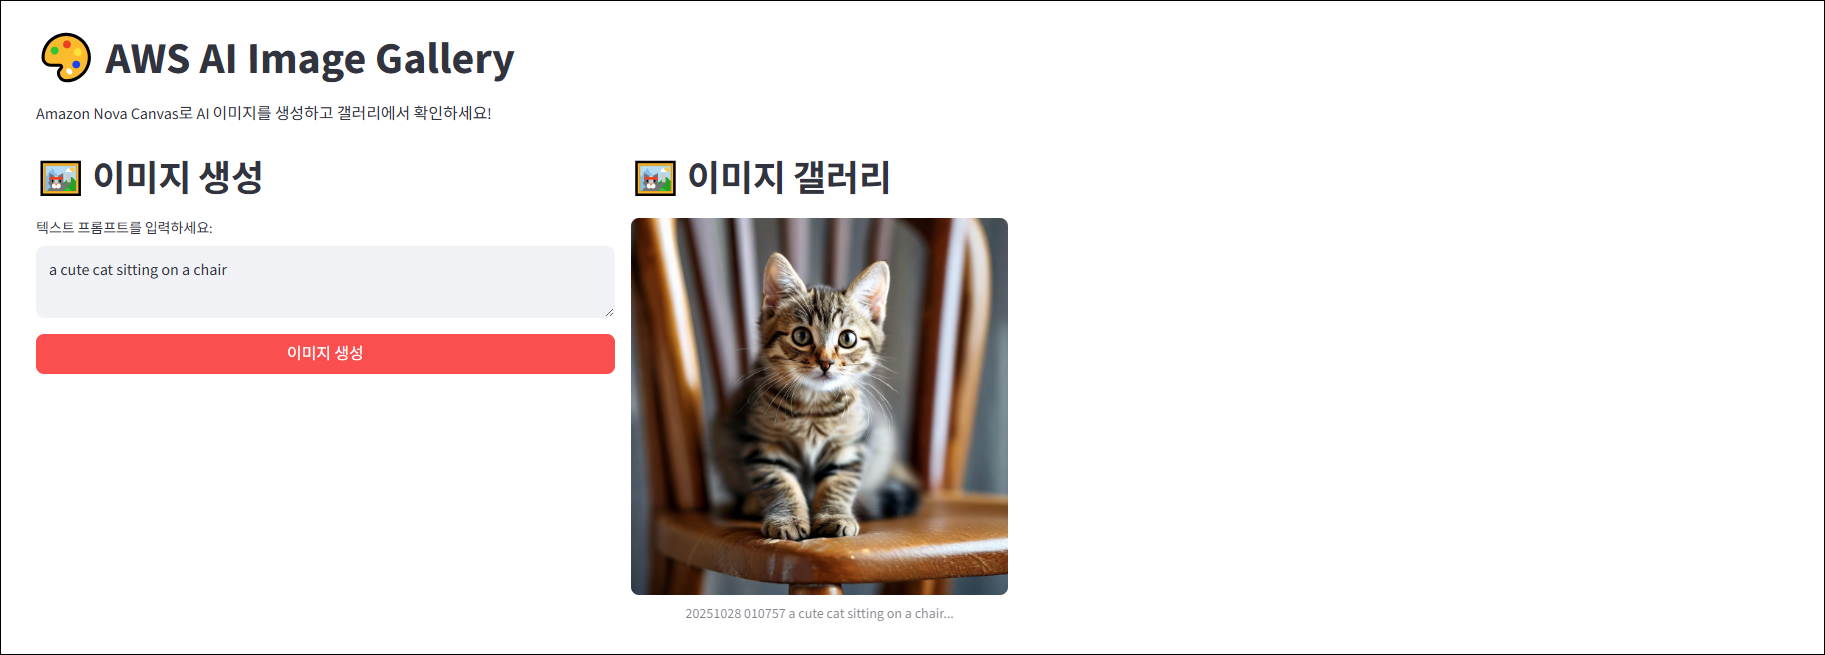 AWS AI Image Gallery
Amazon Nova Canvas로 AI 이미지를 생성하고 갤러리에서 확인하세요!
이미지 생성
텍스트 프롬프트를 입력하세요:
a cute cat sitting on a chair
이미지 생성
이미지 갤러리
20251028 010757 a cute cat sitting on a chair...